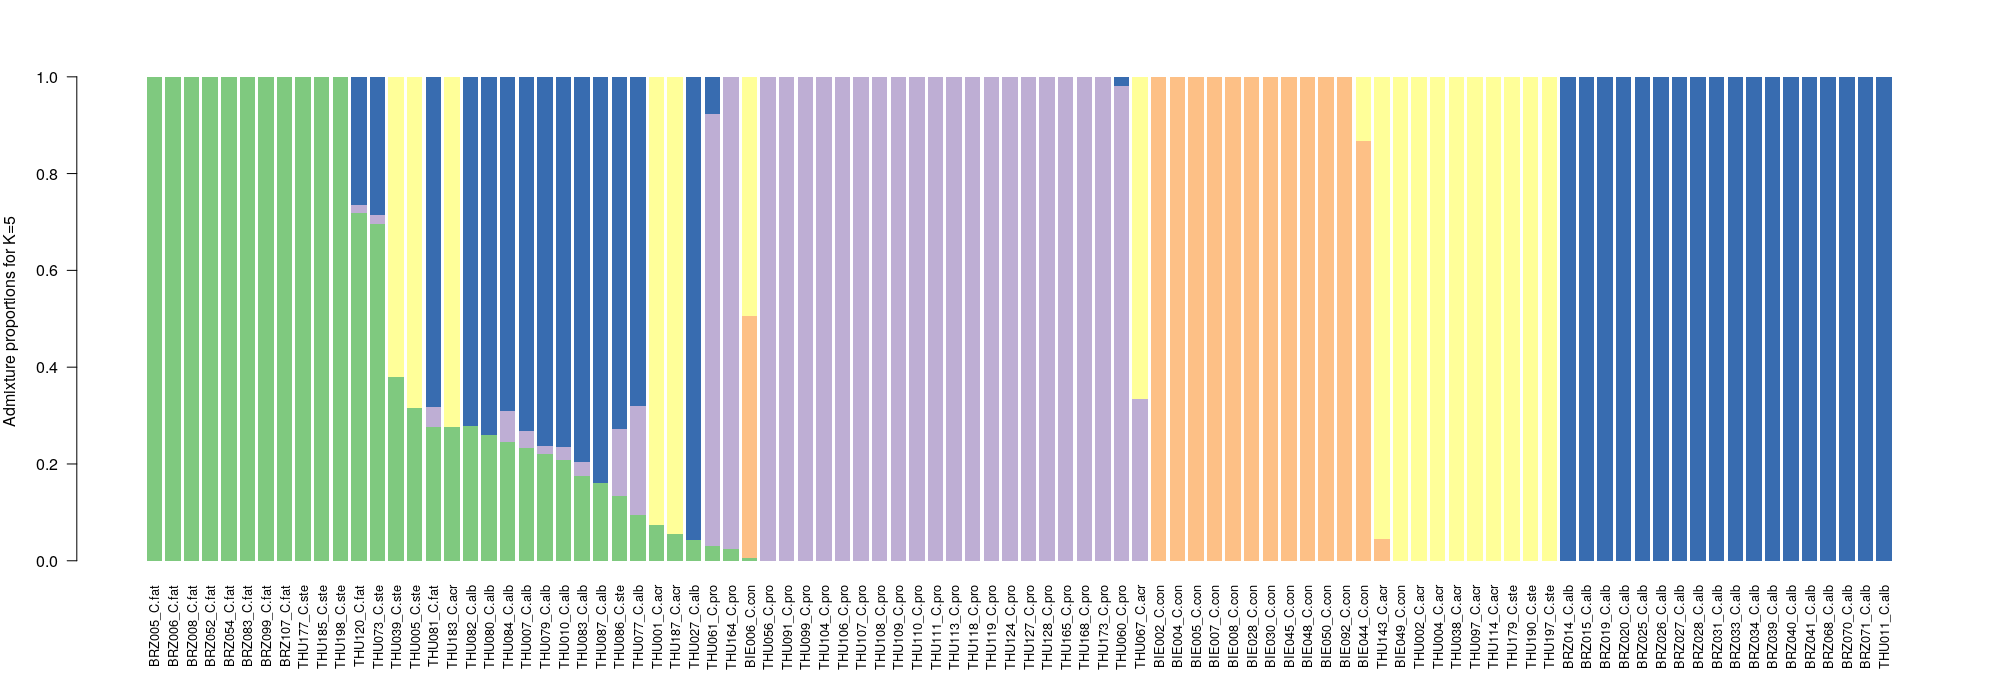 Admixture proportions for K=5
1.0
0.8
0.6
0.4
0.2
0.0
BRZ005_C.fat
BRZ006_C.fat
BRZ008_C.fat
BRZ052_C.fat
BRZ054_C.fat
BRZ083_C.fat
BRZ099_C.fat
BRZ107_C.fat
THU177_C.ste
THU185_C.ste
THU198_C.ste
THU120_C.fat
THU073_C.ste
THU039_C.ste
THU005_C.ste
THU081_C.fat
THU183_C.acr
THU082_C.alb
THU080_C.alb
THU084_C.alb
THU007_C.alb
THU079_C.alb
THU010_C.alb
THU083_C.alb
THU087_C.alb
THU086_C.ste
THU077_C.alb
THU001_C.acr
THU187_C.acr
THU027_C.alb
THU061_C.pro
THU164_C.pro
BIE006_C.con
THU056_C.pro
THU091_C.pro
THU099_C.pro
THU104_C.pro
THU106_C.pro
THU107_C.pro
THU108_C.pro
THU109_C.pro
THU110_C.pro
THU111_C.pro
THU113_C.pro
THU118_C.pro
THU119_C.pro
THU124_C.pro
THU127_C.pro
THU128_C.pro
THU165_C.pro
THU168_C.pro
THU173_C.pro
THU060_C.pro
THU067_C.acr
BIE002_C.con
BIE004_C.con
BIE005_C.con
BIE007_C.con
BIE008_C.con
BIE028_C.con
BIE030_C.con
BIE045_C.con
BIE048_C.con
BIE050_C.con
BIE092_C.con
BIE044_C.con
THU143_C.acr
BIE049_C.con
THU002_C.acr
THU004_C.acr
THU038_C.acr
THU097_C.acr
THU114_C.acr
THU179_C.ste
THU190_C.ste
THU197_C.ste
BRZ014_C.alb
BRZ015_C.alb
BRZ019_C.alb
BRZ020_C.alb
BRZ025_C.alb
BRZ026_C.alb
BRZ027_C.alb
BRZ028_C.alb
BRZ031_C.alb
BRZ033_C.alb
BRZ034_C.alb
BRZ039_C.alb
BRZ040_C.alb
BRZ041_C.alb
BRZ068_C.alb
BRZ070_C.alb
BRZ071_C.alb
THU011_C.alb